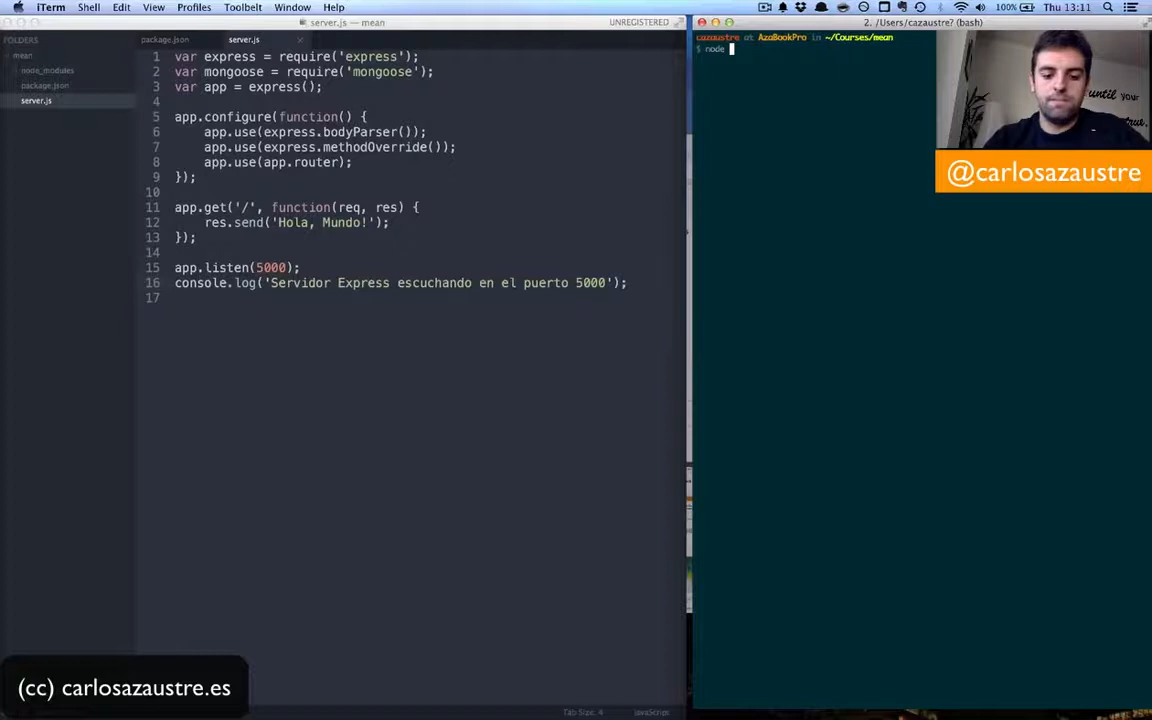 iTerm Shell Edit View Profiles Toolbelt Window Help
100% Thu 13:11
server.js — mean
UNREGISTERED
2. /Users/cazaustre? (bash)
FOLDERS
mean
node_modules
package.json
server.js
package.json
server.js
1 var express = require('express');
2 var mongoose = require('mongoose');
3 var app = express();
4
5 app.configure(function() {
6 app.use(express.bodyParser());
7 app.use(express.methodOverride());
8 app.use(app.router);
9 });
10
11 app.get('/', function(req, res) {
12 res.send('Hola, Mundo!');
13 });
14
15 app.listen(5000);
16 console.log('Servidor Express escuchando en el puerto 5000');
17
cazaustre at AzaBookPro in ~/Courses/mean
$ node
until your
true.
@carlosazaustre
(cc) carlosazaustre.es
Tab Size: 4
JavaScript